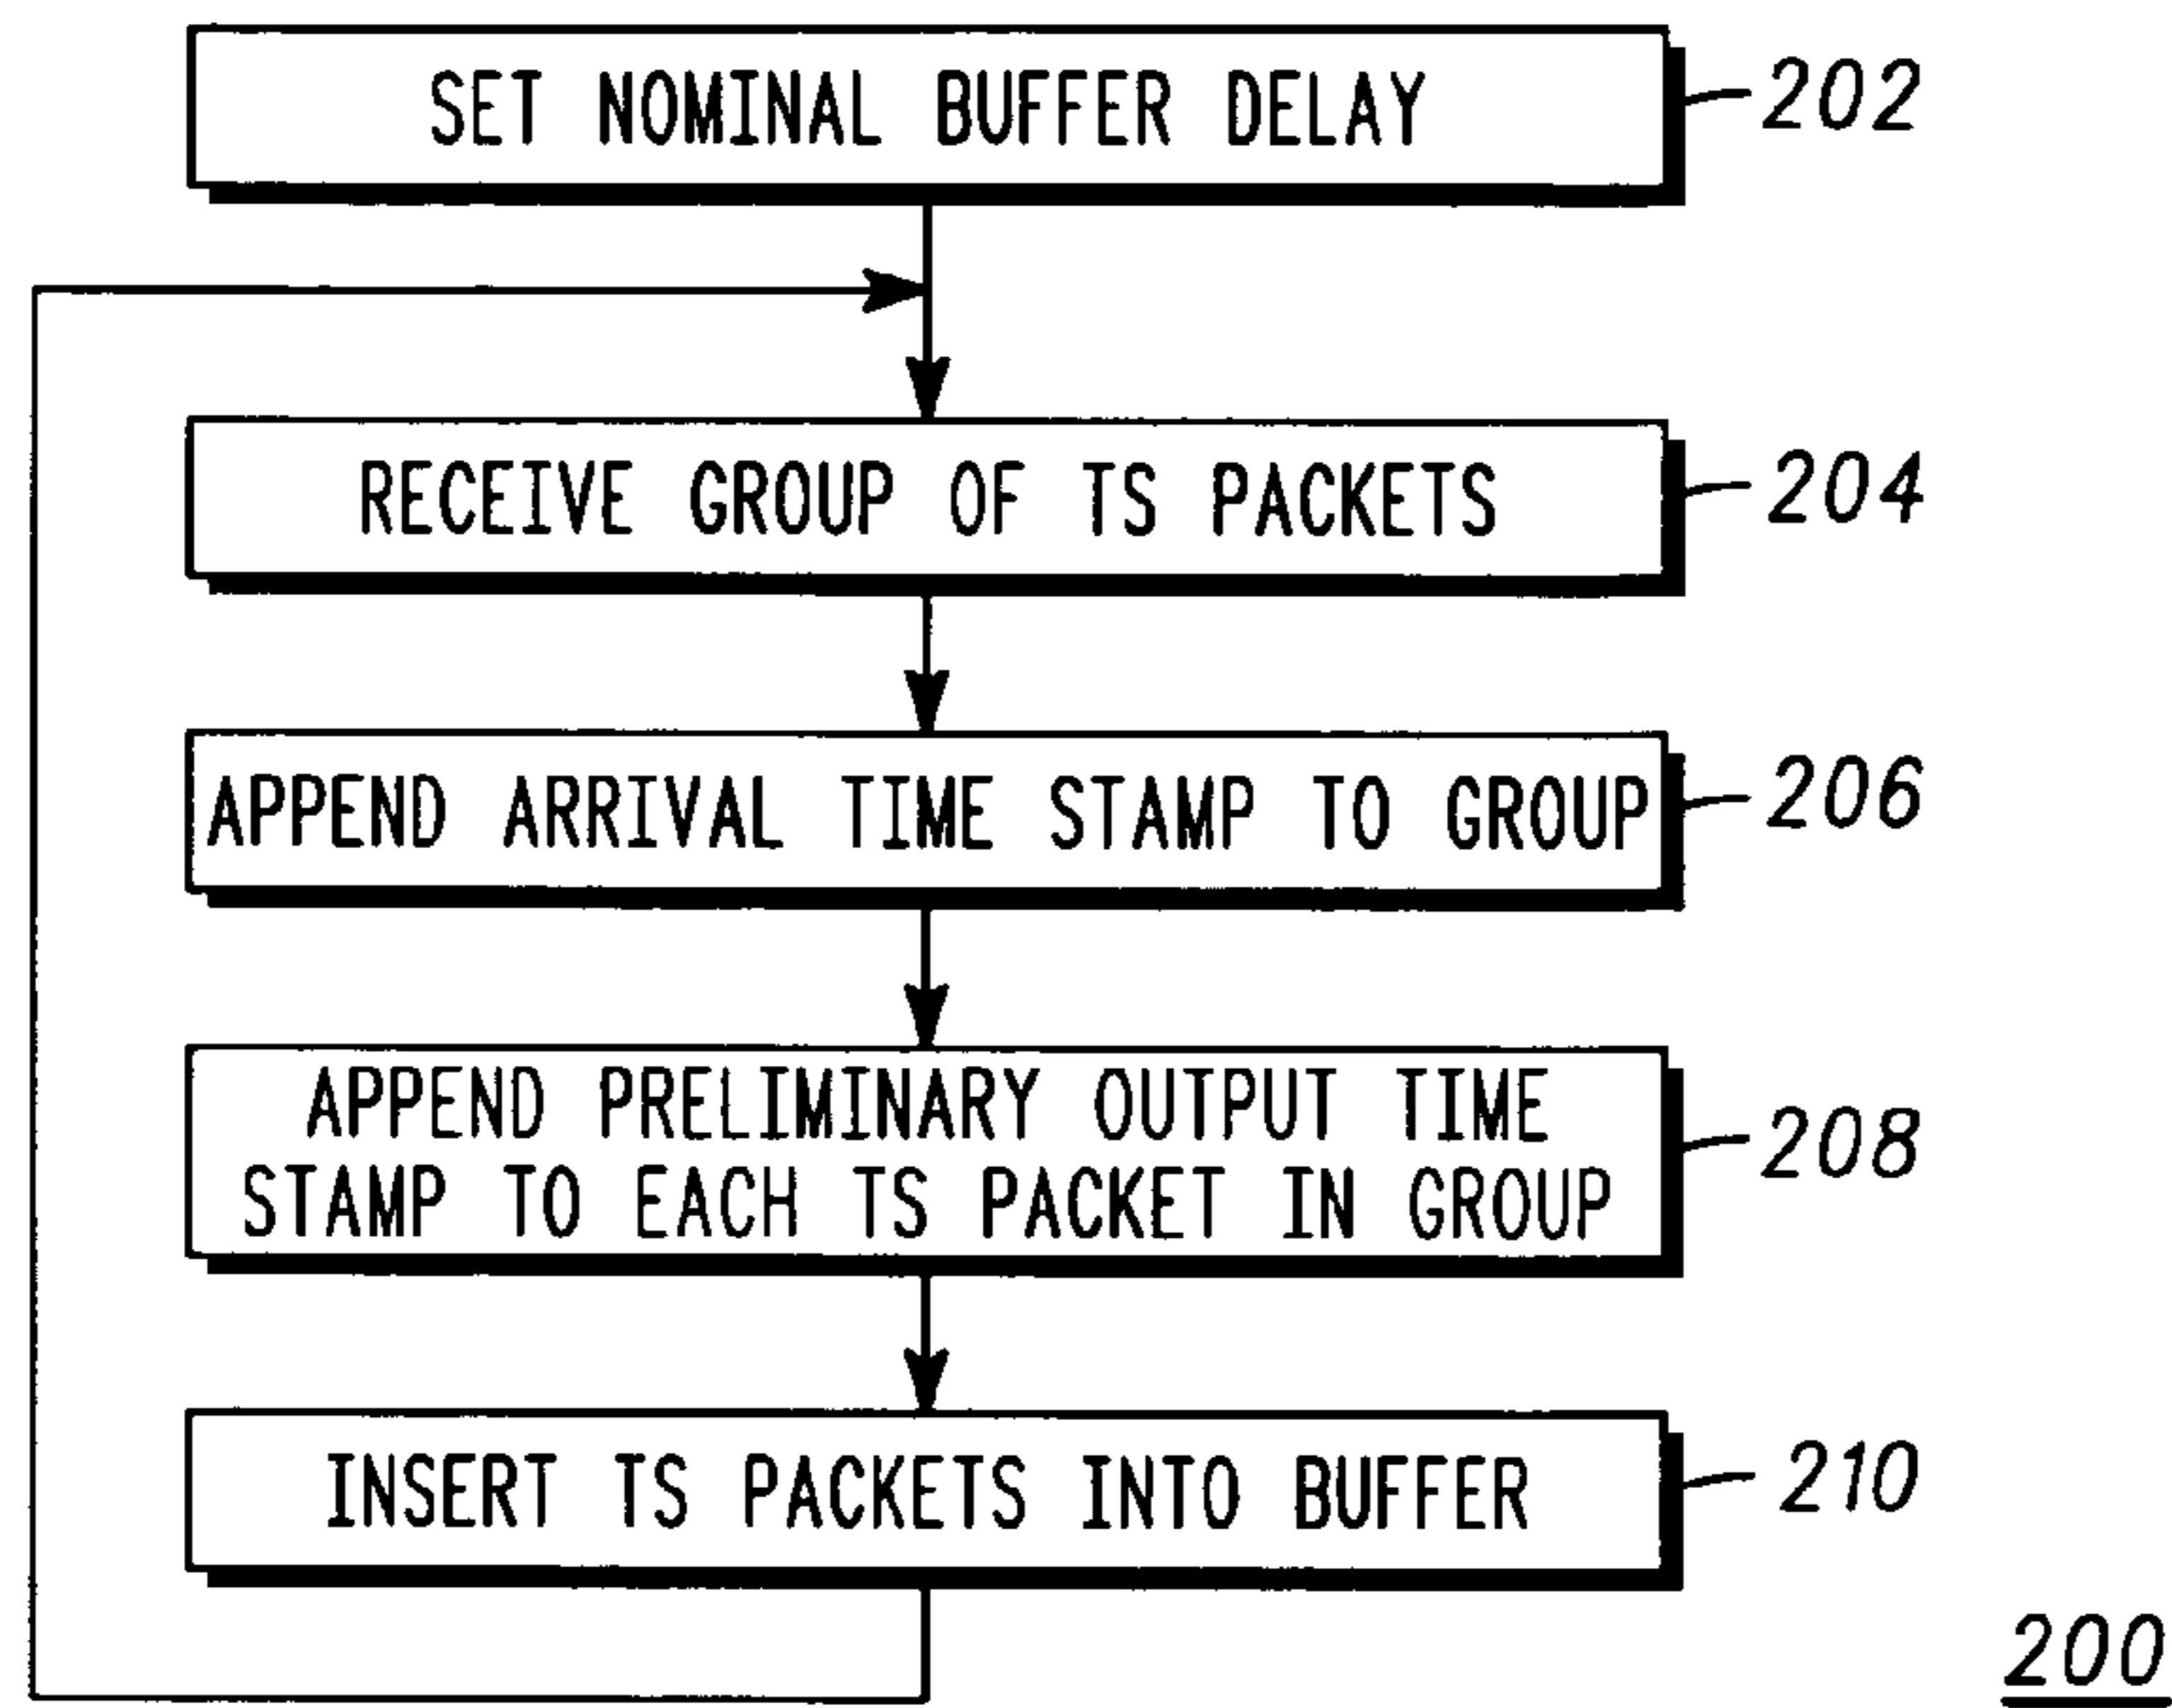 SET NOMINAL BUFFER DELAY
202
RECEIVE GROUP OF TS PACKETS
204
APPEND ARRIVAL TIME STAMP TO GROUP
206
APPEND PRELIMINARY OUTPUT TIME
STAMP TO EACH TS PACKET IN GROUP
208
INSERT TS PACKETS INTO BUFFER
210
200